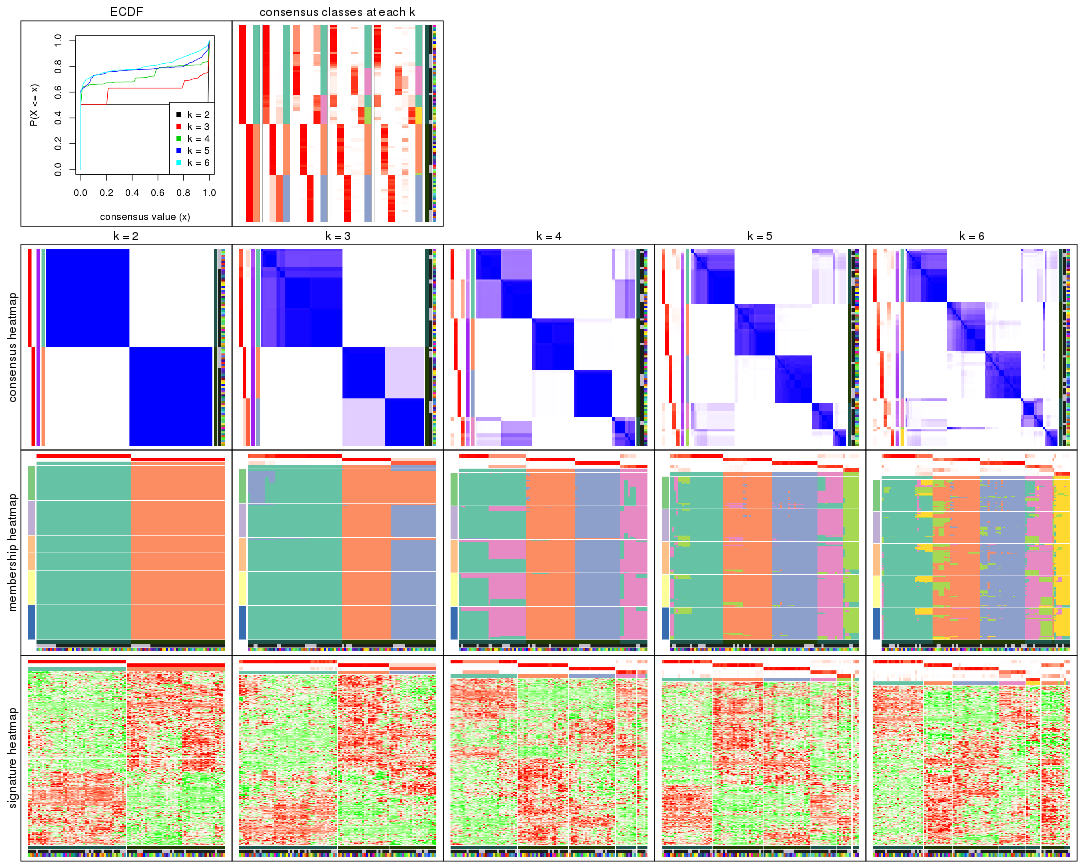 ECDF
consensus classes at each k
P(X <= x)
0.0 0.2 0.4 0.6 0.8 1.0
k = 2
k = 3
k = 4
k = 5
k = 6
0.0 0.2 0.4 0.6 0.8 1.0
consensus value (x)
k = 2 k = 3 k = 4 k = 5 k = 6
consensus heatmap
membership heatmap
signature heatmap